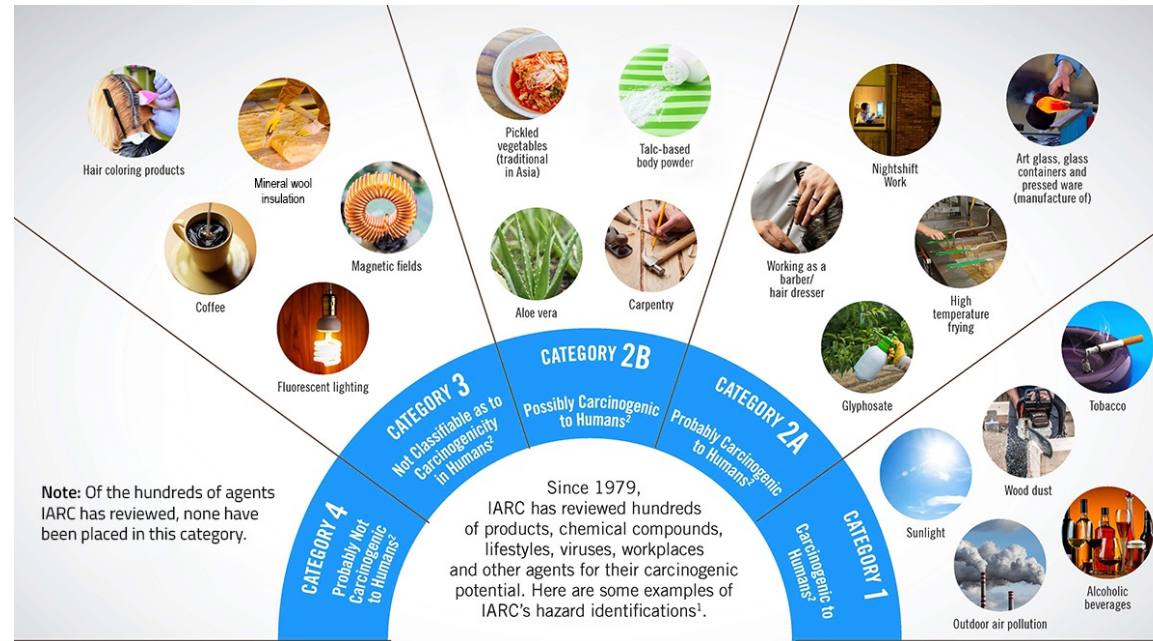 Hair coloring products
Mineral wool
insulation
Coffee
Magnetic fields
Fluorescent lighting
Pickled
vegetables
(traditional
in Asia)
Talc-based
body powder
Aloe vera
Carpentry
Nightshift
Work
Art glass, glass
containers and
pressed ware
(manufacture of)
Working as a
barber/
hair dresser
High
temperature
frying
Glyphosate
Tobacco
Wood dust
Sunlight
Alcoholic
beverages
Outdoor air pollution
Note: Of the hundreds of agents
IARC has reviewed, none have
been placed in this category.
CATEGORY 4
Probably Not
Carcinogenic
to Humans²
CATEGORY 3
Not Classifiable as to
Carcinogenicity
in Humans²
CATEGORY 2B
Possibly Carcinogenic
to Humans²
CATEGORY 2A
Probably Carcinogenic
to Humans²
CATEGORY 1
Carcinogenic to
Humans²
Since 1979,
IARC has reviewed hundreds
of products, chemical compounds,
lifestyles, viruses, workplaces
and other agents for their carcinogenic
potential. Here are some examples of
IARC's hazard identifications¹.